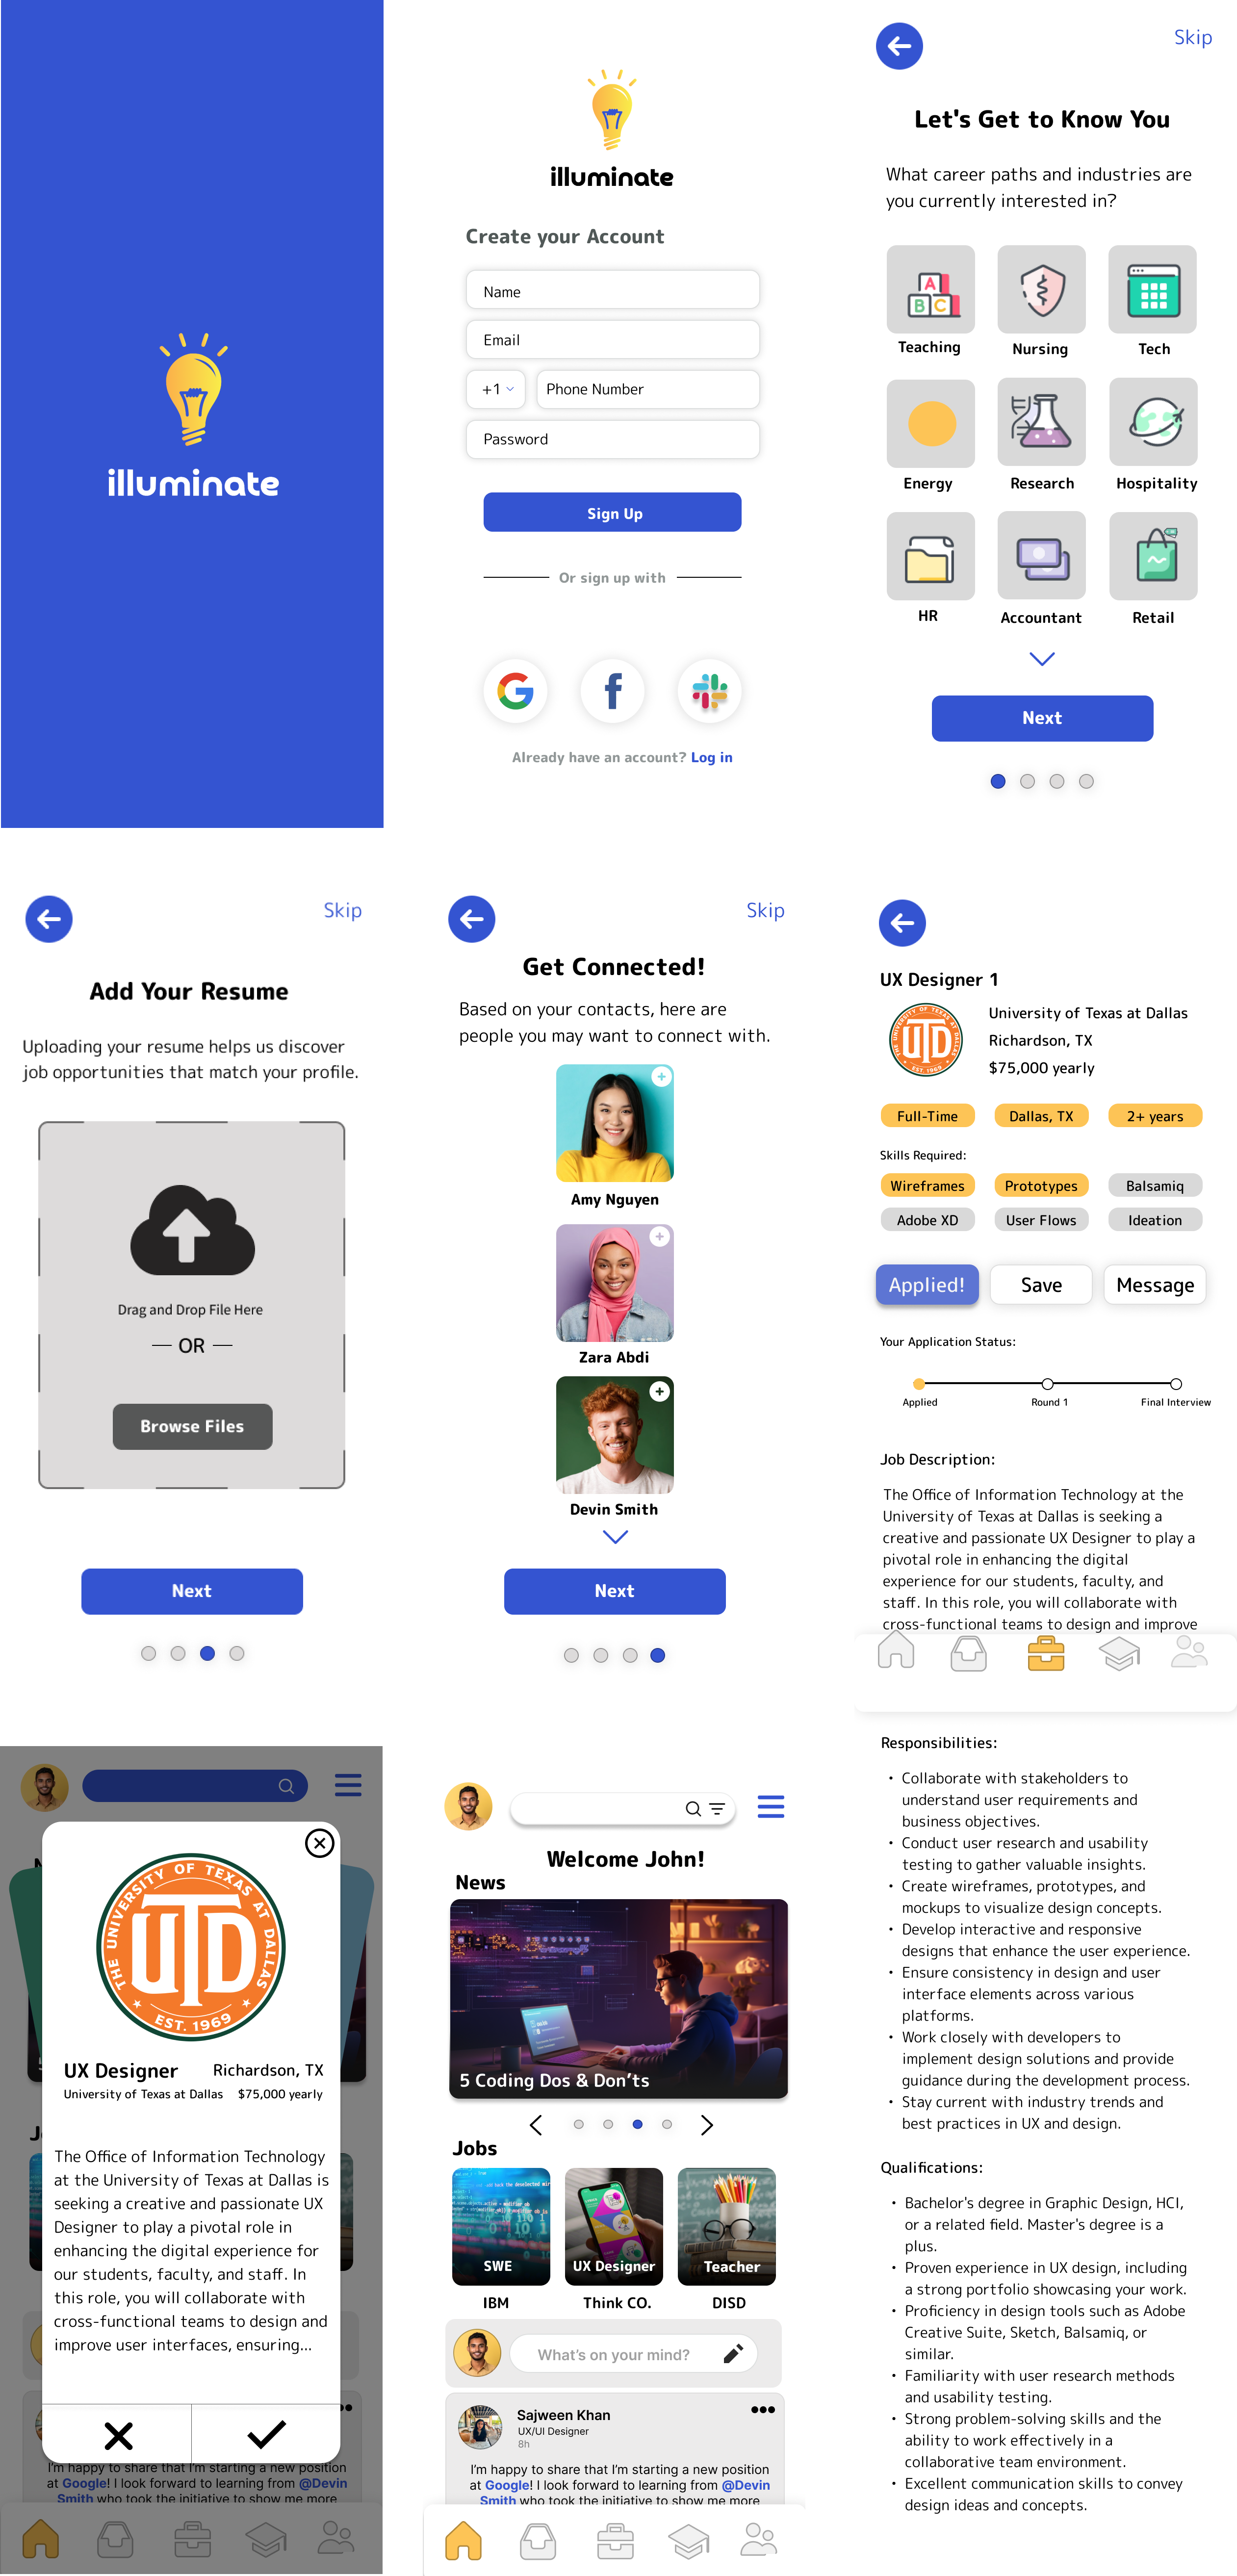 illuminate
illuminate
Create your Account
Name
Email
+1
Phone Number
Password
Sign Up
Or sign up with
Already have an account? Log in
Skip
Let's Get to Know You
What career paths and industries are
you currently interested in?
A
B C
Teaching
Nursing
Tech
Energy
Research
Hospitality
HR
Accountant
Retail
Next
Skip
Add Your Resume
Uploading your resume helps us discover
job opportunities that match your profile.
Drag and Drop File Here
OR
Browse Files
Next
Skip
Get Connected!
Based on your contacts, here are
people you may want to connect with.
Amy Nguyen
Zara Abdi
Devin Smith
Next
UX Designer 1
THE UNIVERSITY OF TEXAS AT DALLAS
UTD
EST. 1969
University of Texas at Dallas
Richardson, TX
$75,000 yearly
Full-Time
Dallas, TX
2+ years
Skills Required:
Wireframes
Prototypes
Balsamiq
Adobe XD
User Flows
Ideation
Applied!
Save
Message
Your Application Status:
Applied
Round 1
Final Interview
Job Description:
The Office of Information Technology at the
University of Texas at Dallas is seeking a
creative and passionate UX Designer to play a
pivotal role in enhancing the digital
experience for our students, faculty, and
staff. In this role, you will collaborate with
cross-functional teams to design and improve
Responsibilities:
• Collaborate with stakeholders to
understand user requirements and
business objectives.
• Conduct user research and usability
testing to gather valuable insights.
• Create wireframes, prototypes, and
mockups to visualize design concepts.
• Develop interactive and responsive
designs that enhance the user experience.
• Ensure consistency in design and user
interface elements across various
platforms.
• Work closely with developers to
implement design solutions and provide
guidance during the development process.
• Stay current with industry trends and
best practices in UX and design.
Qualifications:
• Bachelor's degree in Graphic Design, HCI,
or a related field. Master's degree is a
plus.
• Proven experience in UX design, including
a strong portfolio showcasing your work.
• Proficiency in design tools such as Adobe
Creative Suite, Sketch, Balsamiq, or
similar.
• Familiarity with user research methods
and usability testing.
• Strong problem-solving skills and the
ability to work effectively in a
collaborative team environment.
• Excellent communication skills to convey
design ideas and concepts.
THE UNIVERSITY OF TEXAS AT DALLAS
UTD
EST. 1969
UX Designer
Richardson, TX
University of Texas at Dallas
$75,000 yearly
The Office of Information Technology
at the University of Texas at Dallas is
seeking a creative and passionate UX
Designer to play a pivotal role in
enhancing the digital experience for
our students, faculty, and staff. In
this role, you will collaborate with
cross-functional teams to design and
improve user interfaces, ensuring...
I'm happy to share that I'm starting a new position
at Google! I look forward to learning from @Devin
Smith who took the initiative to show me more
Welcome John!
News
5 Coding Dos & Don'ts
Jobs
SWE
UX Designer
Teacher
IBM
Think CO.
DISD
What's on your mind?
Sajween Khan
UX/UI Designer
8h
I'm happy to share that I'm starting a new position
at Google! I look forward to learning from @Devin
Smith who took the initiative to show me more